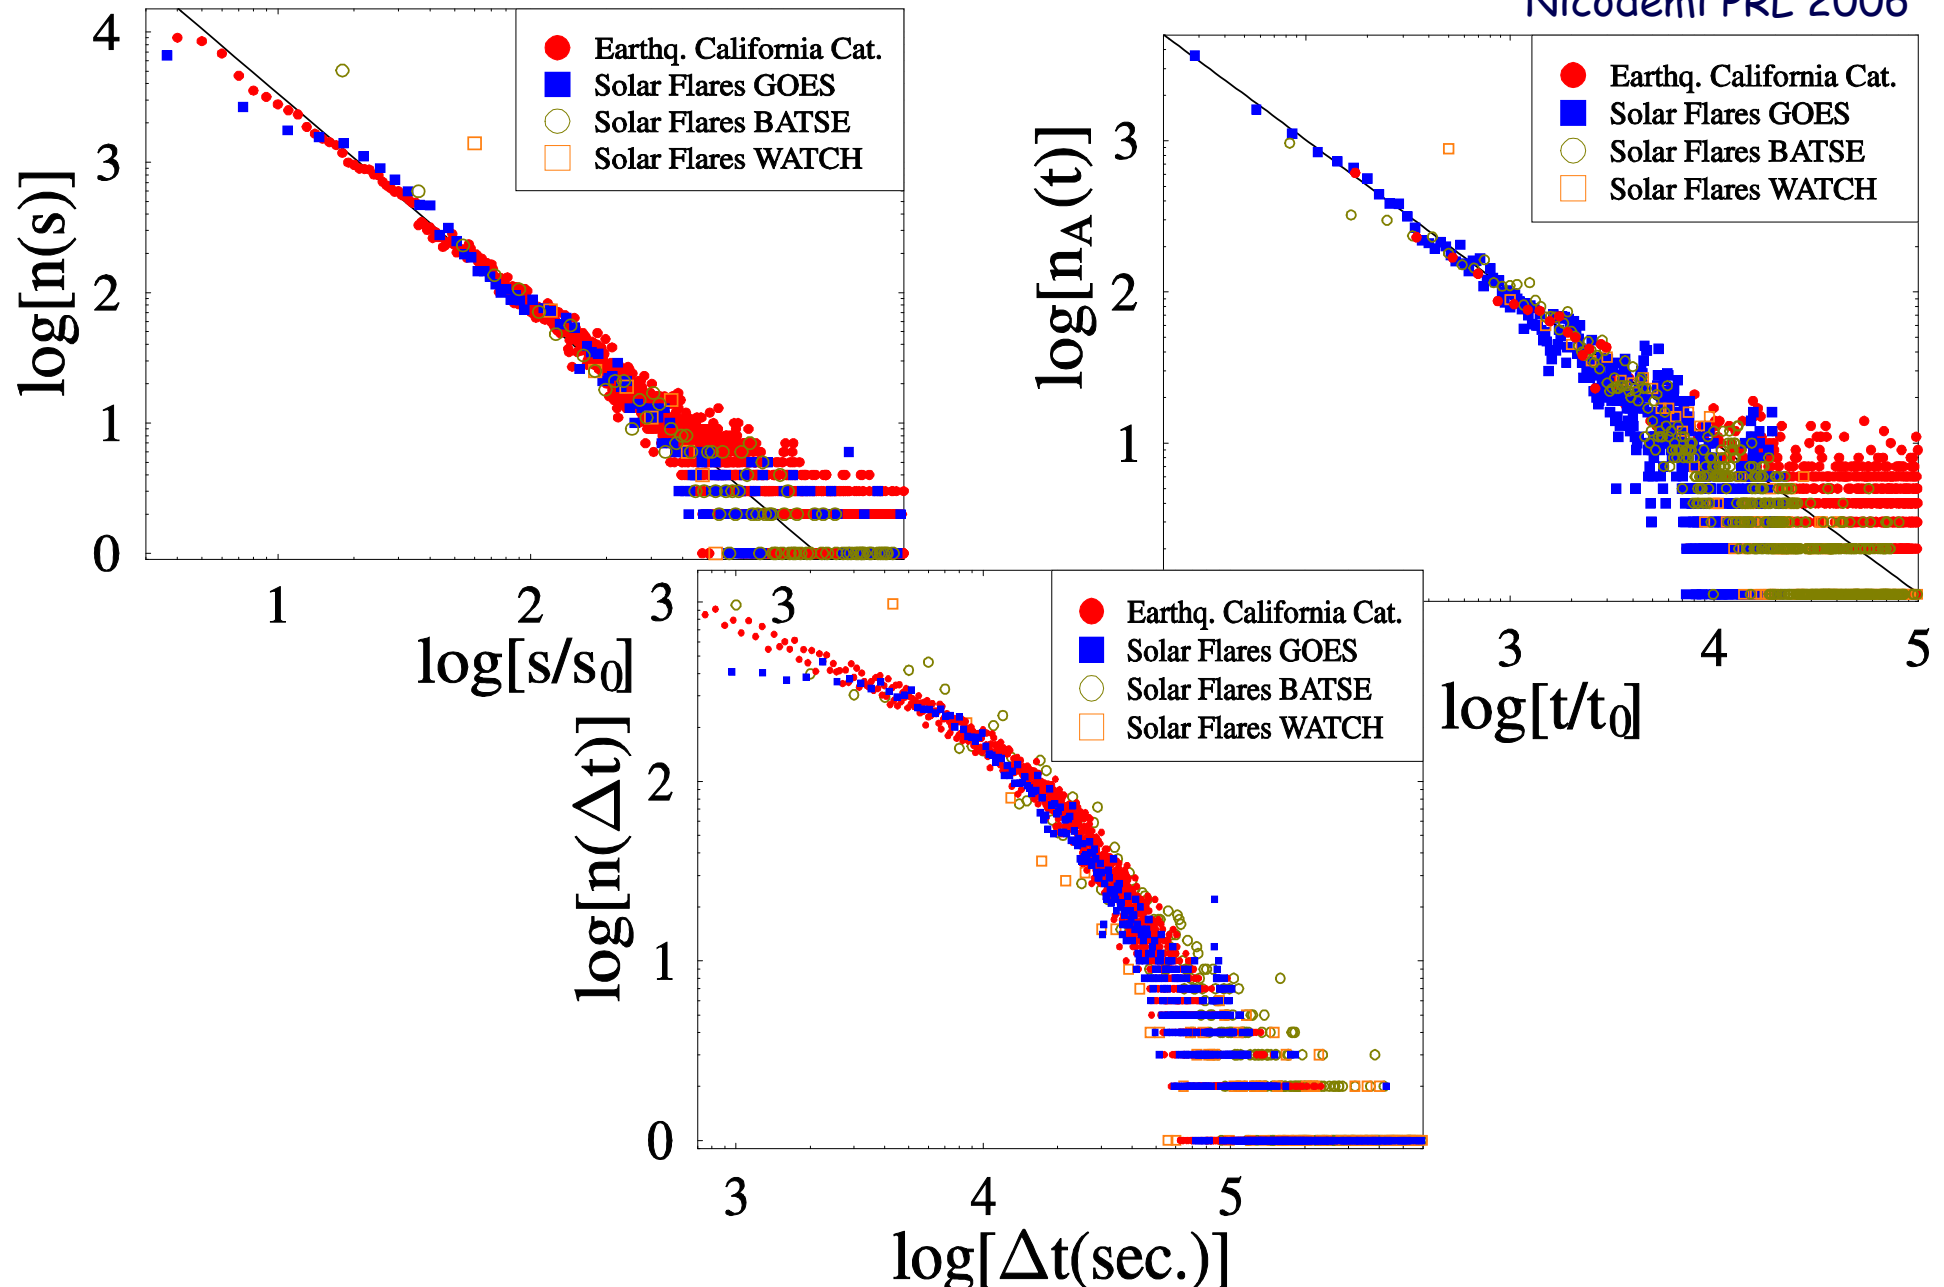 Nicodemi PRL 2006
4
3
2
1
0
log[n(s)]
Earthq. California Cat.
Solar Flares GOES
Solar Flares BATSE
Solar Flares WATCH
1
2
3
log[s/s0]
3
2
1
log[nA(t)]
Earthq. California Cat.
Solar Flares GOES
Solar Flares BATSE
Solar Flares WATCH
3
4
5
log[t/t0]
3
2
1
0
log[n(Δt)]
Earthq. California Cat.
Solar Flares GOES
Solar Flares BATSE
Solar Flares WATCH
3
4
5
log[Δt(sec.)]